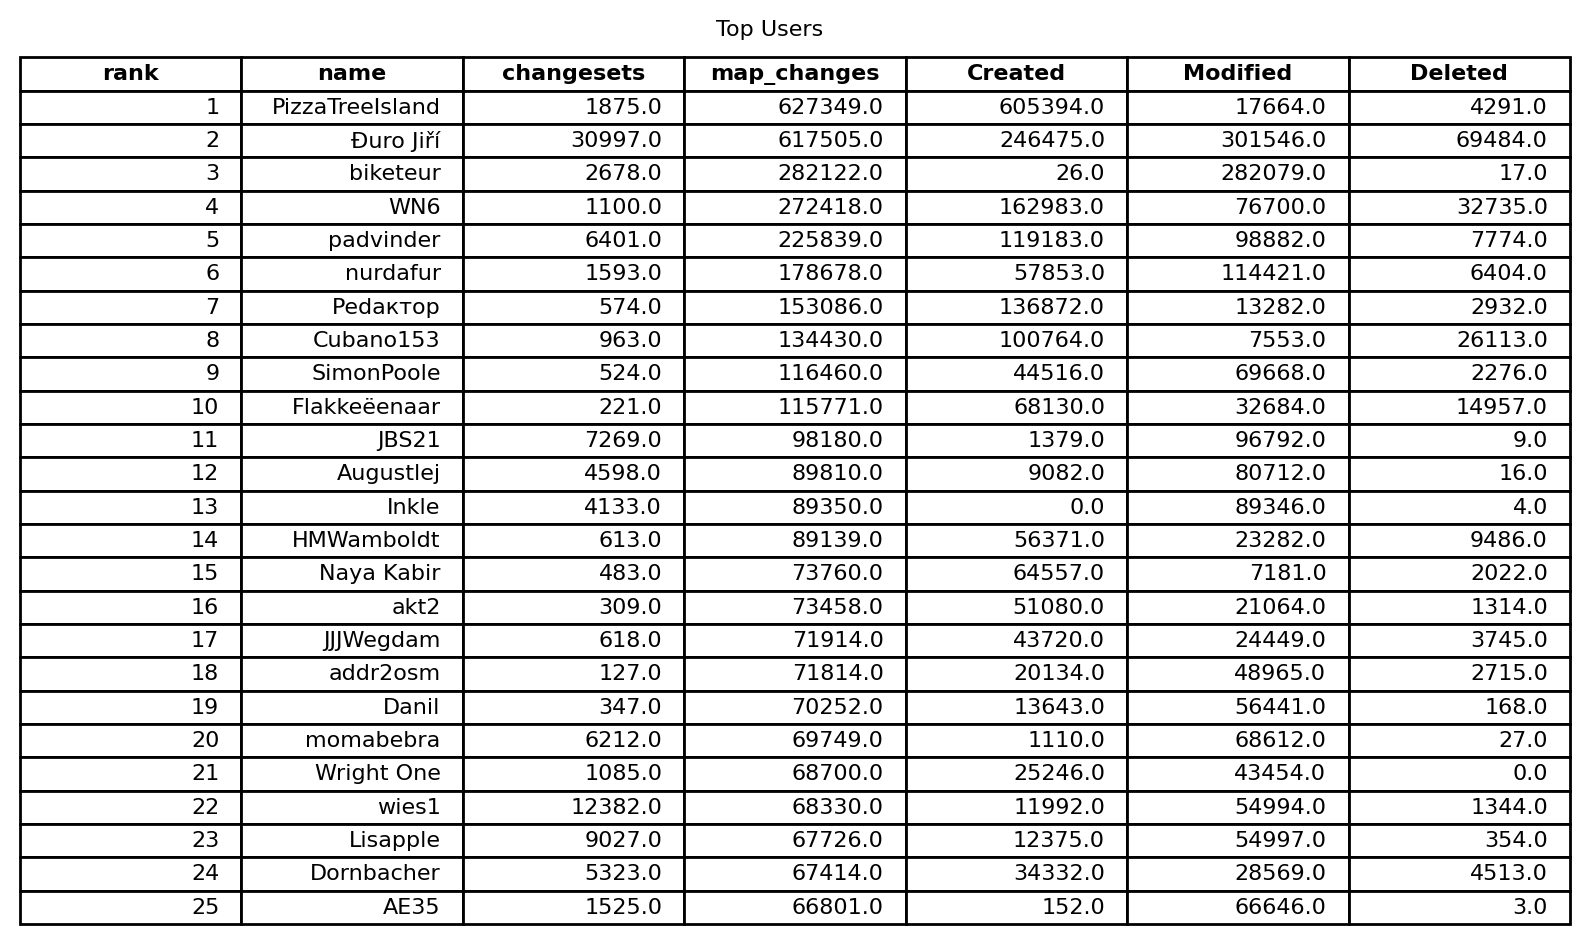 Top Users
rank name changesets map_changes Created Modified Deleted
1 PizzaTreeIsland 1875.0 627349.0 605394.0 17664.0 4291.0
2 Đuro Jiří 30997.0 617505.0 246475.0 301546.0 69484.0
3 biketeur 2678.0 282122.0 26.0 282079.0 17.0
4 WN6 1100.0 272418.0 162983.0 76700.0 32735.0
5 padvinder 6401.0 225839.0 119183.0 98882.0 7774.0
6 nurdafur 1593.0 178678.0 57853.0 114421.0 6404.0
7 Редактор 574.0 153086.0 136872.0 13282.0 2932.0
8 Cubano153 963.0 134430.0 100764.0 7553.0 26113.0
9 SimonPoole 524.0 116460.0 44516.0 69668.0 2276.0
10 Flakkeëenaar 221.0 115771.0 68130.0 32684.0 14957.0
11 JBS21 7269.0 98180.0 1379.0 96792.0 9.0
12 Augustlej 4598.0 89810.0 9082.0 80712.0 16.0
13 Inkle 4133.0 89350.0 0.0 89346.0 4.0
14 HMWamboldt 613.0 89139.0 56371.0 23282.0 9486.0
15 Naya Kabir 483.0 73760.0 64557.0 7181.0 2022.0
16 akt2 309.0 73458.0 51080.0 21064.0 1314.0
17 JJJWegdam 618.0 71914.0 43720.0 24449.0 3745.0
18 addr2osm 127.0 71814.0 20134.0 48965.0 2715.0
19 Danil 347.0 70252.0 13643.0 56441.0 168.0
20 momabebra 6212.0 69749.0 1110.0 68612.0 27.0
21 Wright One 1085.0 68700.0 25246.0 43454.0 0.0
22 wies1 12382.0 68330.0 11992.0 54994.0 1344.0
23 Lisapple 9027.0 67726.0 12375.0 54997.0 354.0
24 Dornbacher 5323.0 67414.0 34332.0 28569.0 4513.0
25 AE35 1525.0 66801.0 152.0 66646.0 3.0